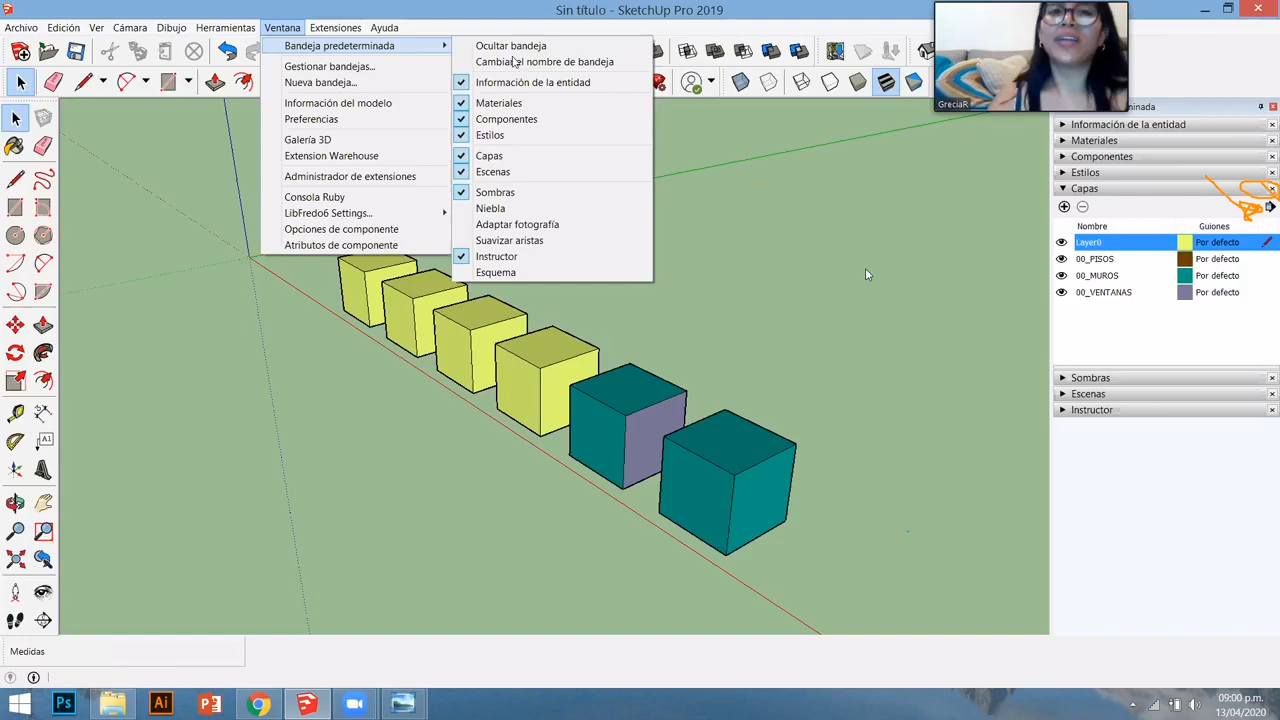 Sin título - SketchUp Pro 2019
Archivo Edición Ver Cámara Dibujo Herramientas Ventana Extensiones Ayuda
Bandeja predeterminada
Gestionar bandejas...
Nueva bandeja...
Información del modelo
Preferencias
Galería 3D
Extension Warehouse
Administrador de extensiones
Consola Ruby
LibFredo6 Settings...
Opciones de componente
Atributos de componente
Ocultar bandeja
Cambiar el nombre de bandeja
Información de la entidad
Materiales
Componentes
Estilos
Capas
Escenas
Sombras
Niebla
Adaptar fotografía
Suavizar aristas
Instructor
Esquema
GreciaR
minada
Información de la entidad
Materiales
Componentes
Estilos
Capas
Nombre Guiones
Layer0 Por defecto
00_PISOS Por defecto
00_MUROS Por defecto
00_VENTANAS Por defecto
Sombras
Escenas
Instructor
A1
Medidas
Ps
Ai
P
09:00 p.m.
13/04/2020